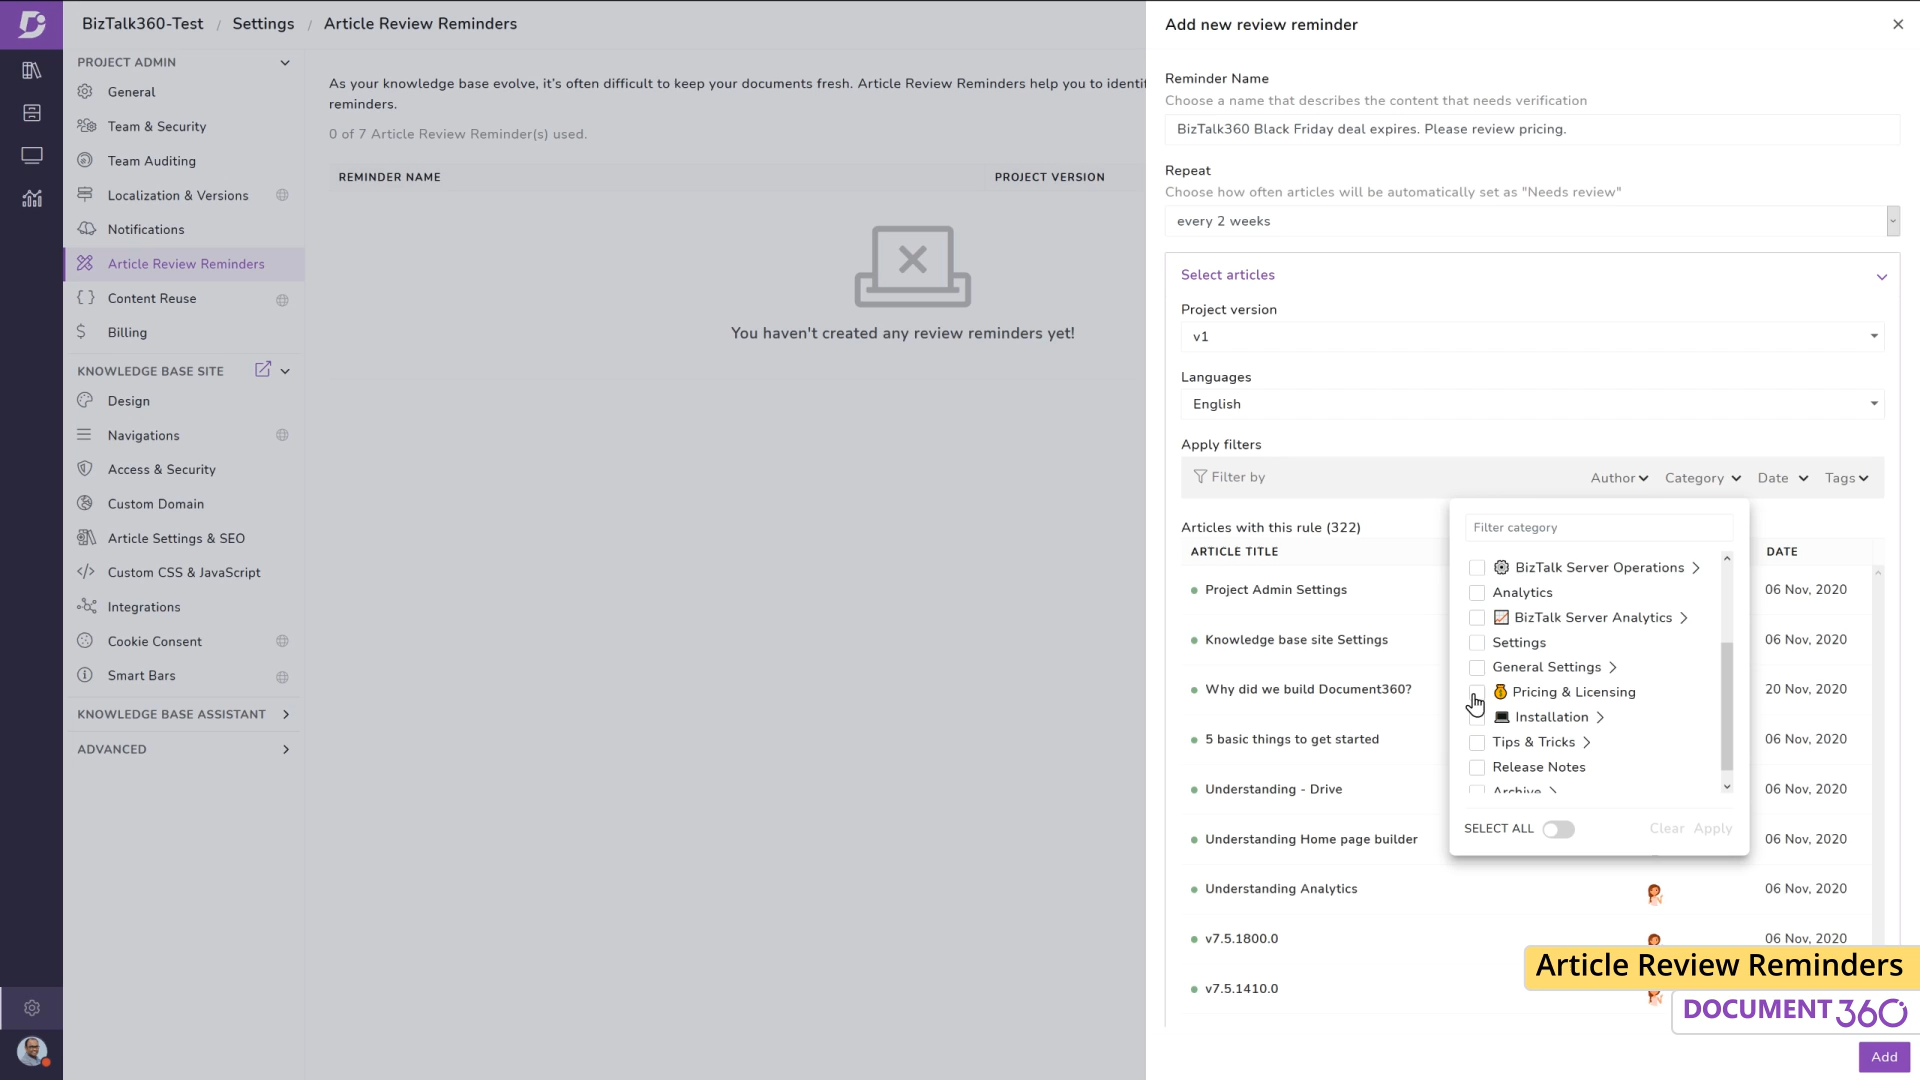 BizTalk360-Test / Settings / Article Review Reminders
PROJECT ADMIN
General
Team & Security
Team Auditing
Localization & Versions
Notifications
Article Review Reminders
Content Reuse
Billing
KNOWLEDGE BASE SITE
Design
Navigations
Access & Security
Custom Domain
Article Settings & SEO
Custom CSS & JavaScript
Integrations
Cookie Consent
Smart Bars
KNOWLEDGE BASE ASSISTANT
ADVANCED
As your knowledge base evolve, it's often difficult to keep your documents fresh. Article Review Reminders help you to identif
reminders.
0 of 7 Article Review Reminder(s) used.
REMINDER NAME
PROJECT VERSION
You haven't created any review reminders yet!
Add new review reminder
Reminder Name
Choose a name that describes the content that needs verification
BizTalk360 Black Friday deal expires. Please review pricing.
Repeat
Choose how often articles will be automatically set as "Needs review"
every 2 weeks
Select articles
Project version
v1
Languages
English
Apply filters
Filter by
Author
Category
Date
Tags
Articles with this rule (322)
ARTICLE TITLE
DATE
Project Admin Settings
06 Nov, 2020
Knowledge base site Settings
06 Nov, 2020
Why did we build Document360?
20 Nov, 2020
5 basic things to get started
06 Nov, 2020
Understanding - Drive
06 Nov, 2020
Understanding Home page builder
06 Nov, 2020
Understanding Analytics
06 Nov, 2020
v7.5.1800.0
06 Nov, 2020
v7.5.1410.0
Filter category
BizTalk Server Operations
Analytics
BizTalk Server Analytics
Settings
General Settings
Pricing & Licensing
Installation
Tips & Tricks
Release Notes
Archive
SELECT ALL
Clear
Apply
Article Review Reminders
DOCUMENT360
Add